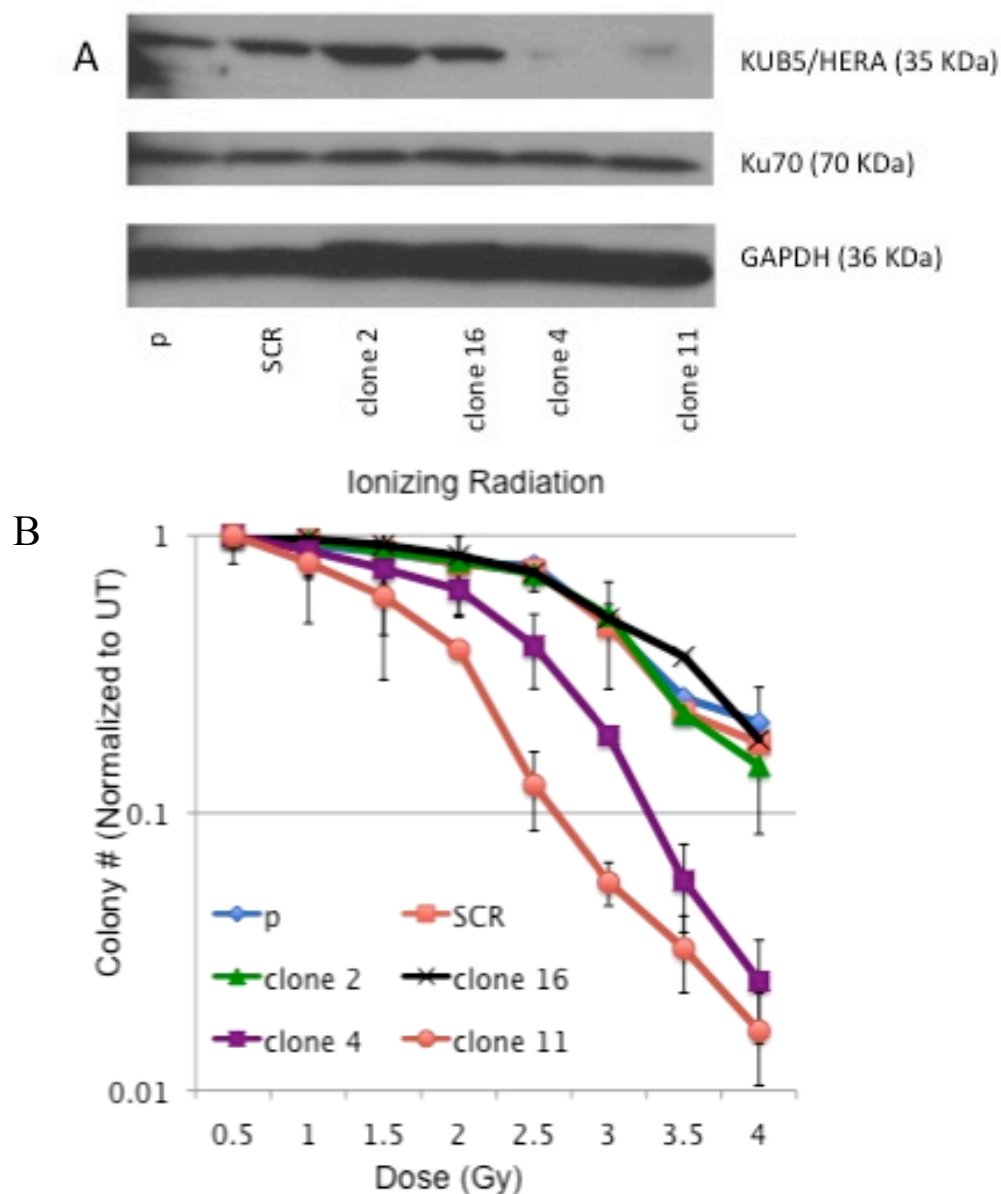 A
KUB5/HERA (35 KDa)
Ku70 (70 KDa)
GAPDH (36 KDa)
p
SCR
clone 2
clone 16
clone 4
clone 11
B
Ionizing Radiation
Colony # (Normalized to UT)
1
0.1
0.01
p
SCR
clone 2
clone 16
clone 4
clone 11
0.5 1 1.5 2 2.5 3 3.5 4
Dose (Gy)